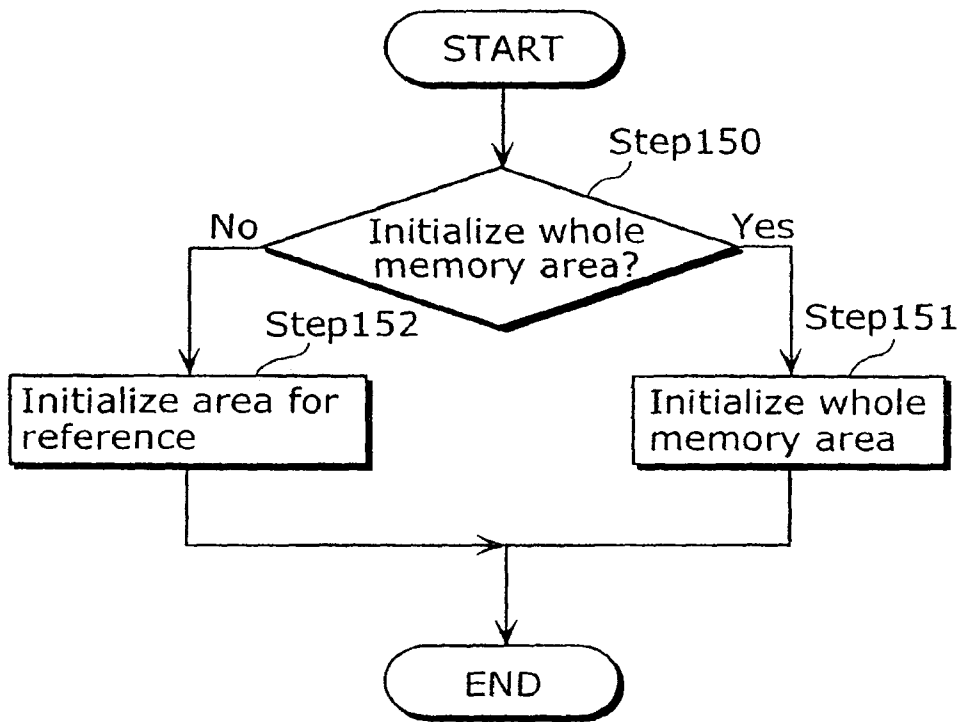 START
Step150
No
Yes
Initialize whole
memory area?
Step152
Step151
Initialize area for
reference
Initialize whole
memory area
END